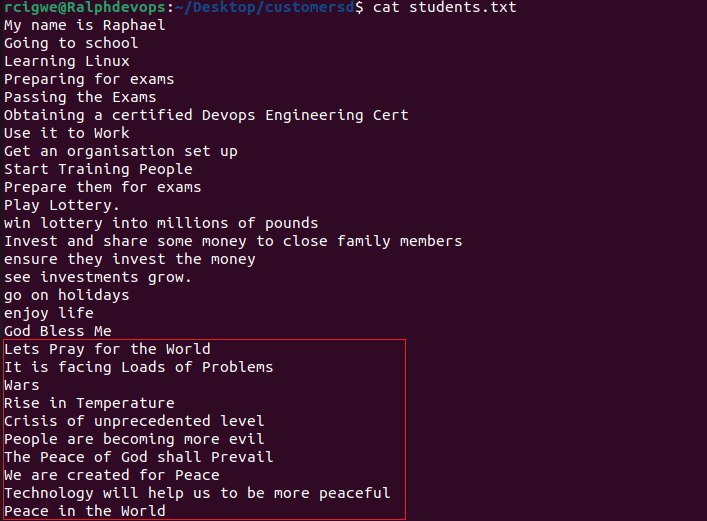 rcigwe@Ralphdevops:~/Desktop/customersd$ cat students.txt
My name is Raphael
Going to school
Learning Linux
Preparing for exams
Passing the Exams
Obtaining a certified Devops Engineering Cert
Use it to Work
Get an organisation set up
Start Training People
Prepare them for exams
Play Lottery.
win lottery into millions of pounds
Invest and share some money to close family members
ensure they invest the money
see investments grow.
go on holidays
enjoy life
God Bless Me
Lets Pray for the World
It is facing Loads of Problems
Wars
Rise in Temperature
Crisis of unprecedented level
People are becoming more evil
The Peace of God shall Prevail
We are created for Peace
Technology will help us to be more peaceful
Peace in the World